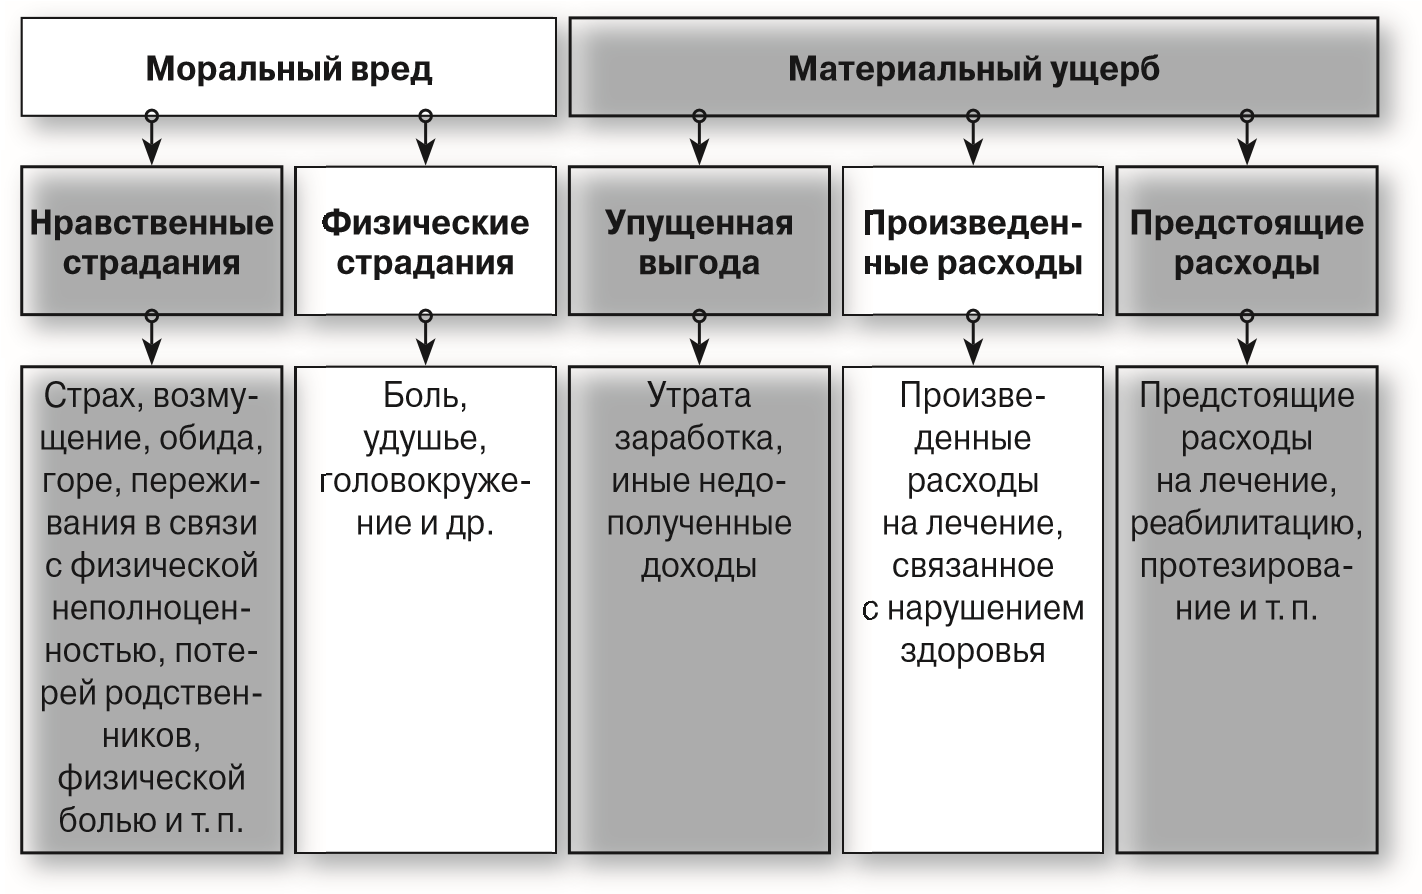 Моральный вред
Материальный ущерб
Нравственные
страдания
Физические
страдания
Упущенная
выгода
Произведен-
ные расходы
Предстоящие
расходы
Страх, возму-
щение, обида,
горе, пережи-
вания в связи
с физической
неполноцен-
ностью, поте-
рей родствен-
ников,
физической
болью и т. п.
Боль,
удушье,
головокруже-
ние и др.
Утрата
заработка,
иные недо-
полученные
доходы
Произве-
денные
расходы
на лечение,
связанное
с нарушением
здоровья
Предстоящие
расходы
на лечение,
реабилитацию,
протезирова-
ние и т. п.